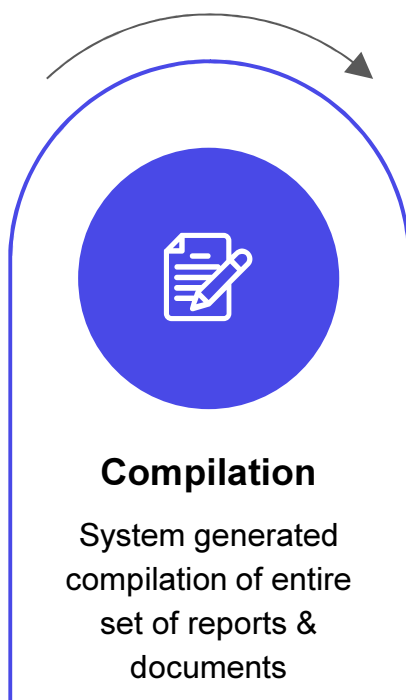 Compilation
System generated
compilation of entire
set of reports &
documents